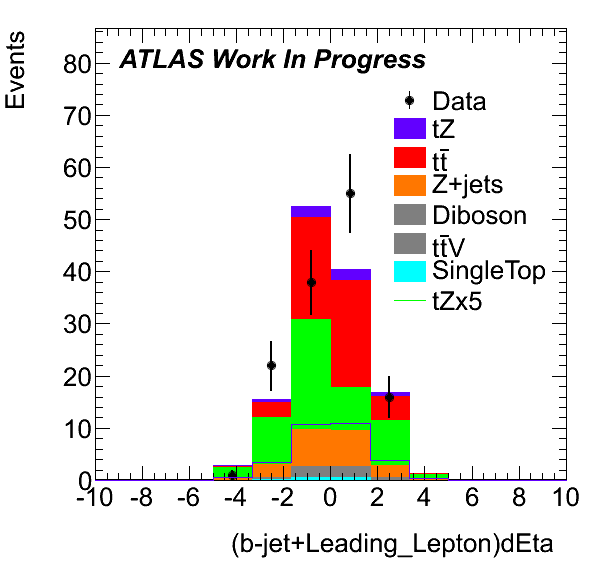 Events
ATLAS Work In Progress
80
70
60
50
40
30
20
10
0
Data
tZ
tt̄
Z+jets
Diboson
tt̄V
SingleTop
tZx5
-10 -8 -6 -4 -2 0 2 4 6 8 10
(b-jet+Leading_Lepton)dEta